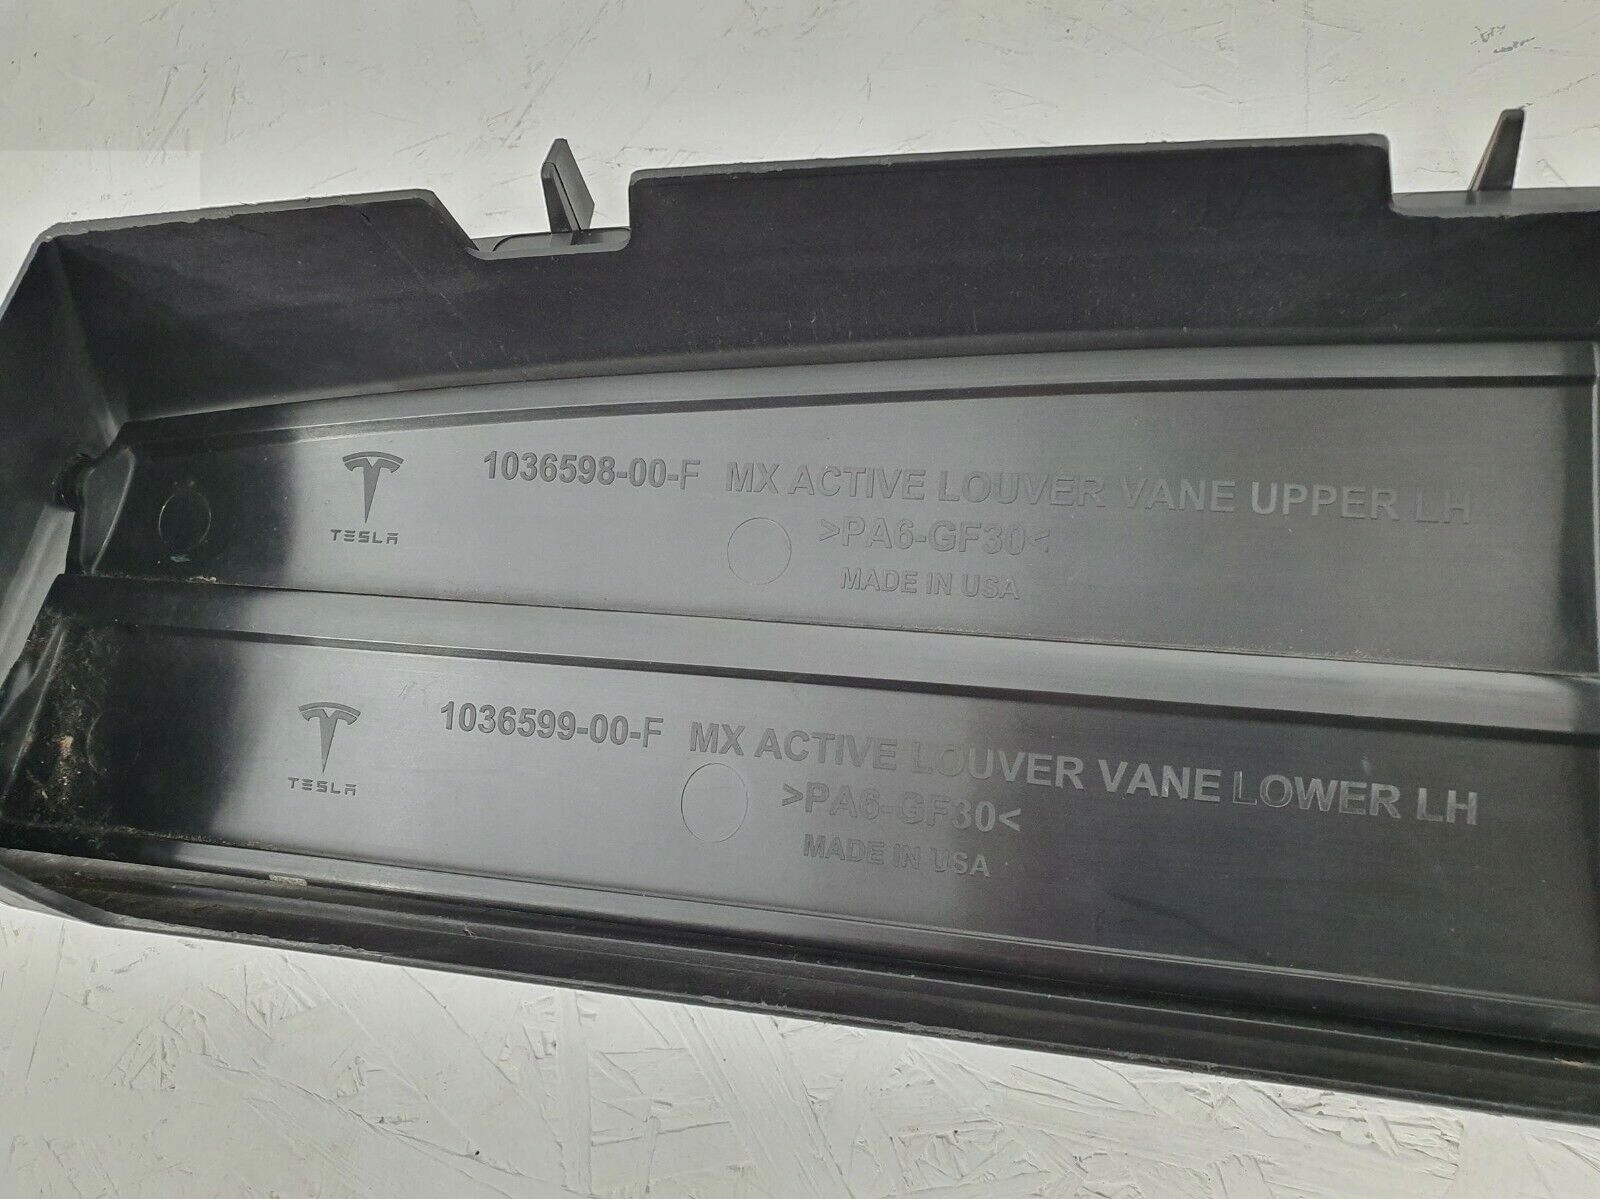 1036598-00-F MX ACTIVE LOUVER VANE UPPER LH
TESLA
>PA6-GF30<
MADE IN USA
1036599-00-F MX ACTIVE LOUVER VANE LOWER LH
TESLA
>PA6-GF30<
MADE IN USA